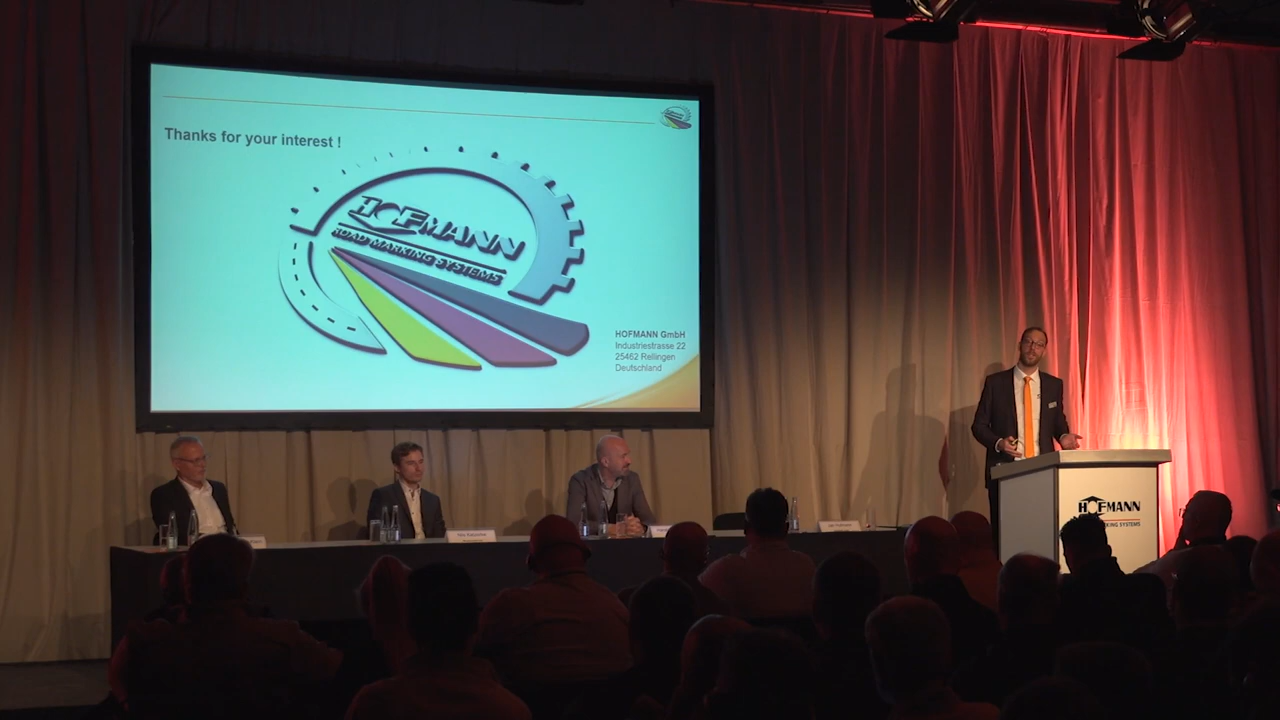 Thanks for your interest !
HOFMANN
ROAD MARKING SYSTEMS
HOFMANN GmbH
Industriestrasse 22
25462 Rellingen
Deutschland
HOFMANN
MARKING SYSTEMS